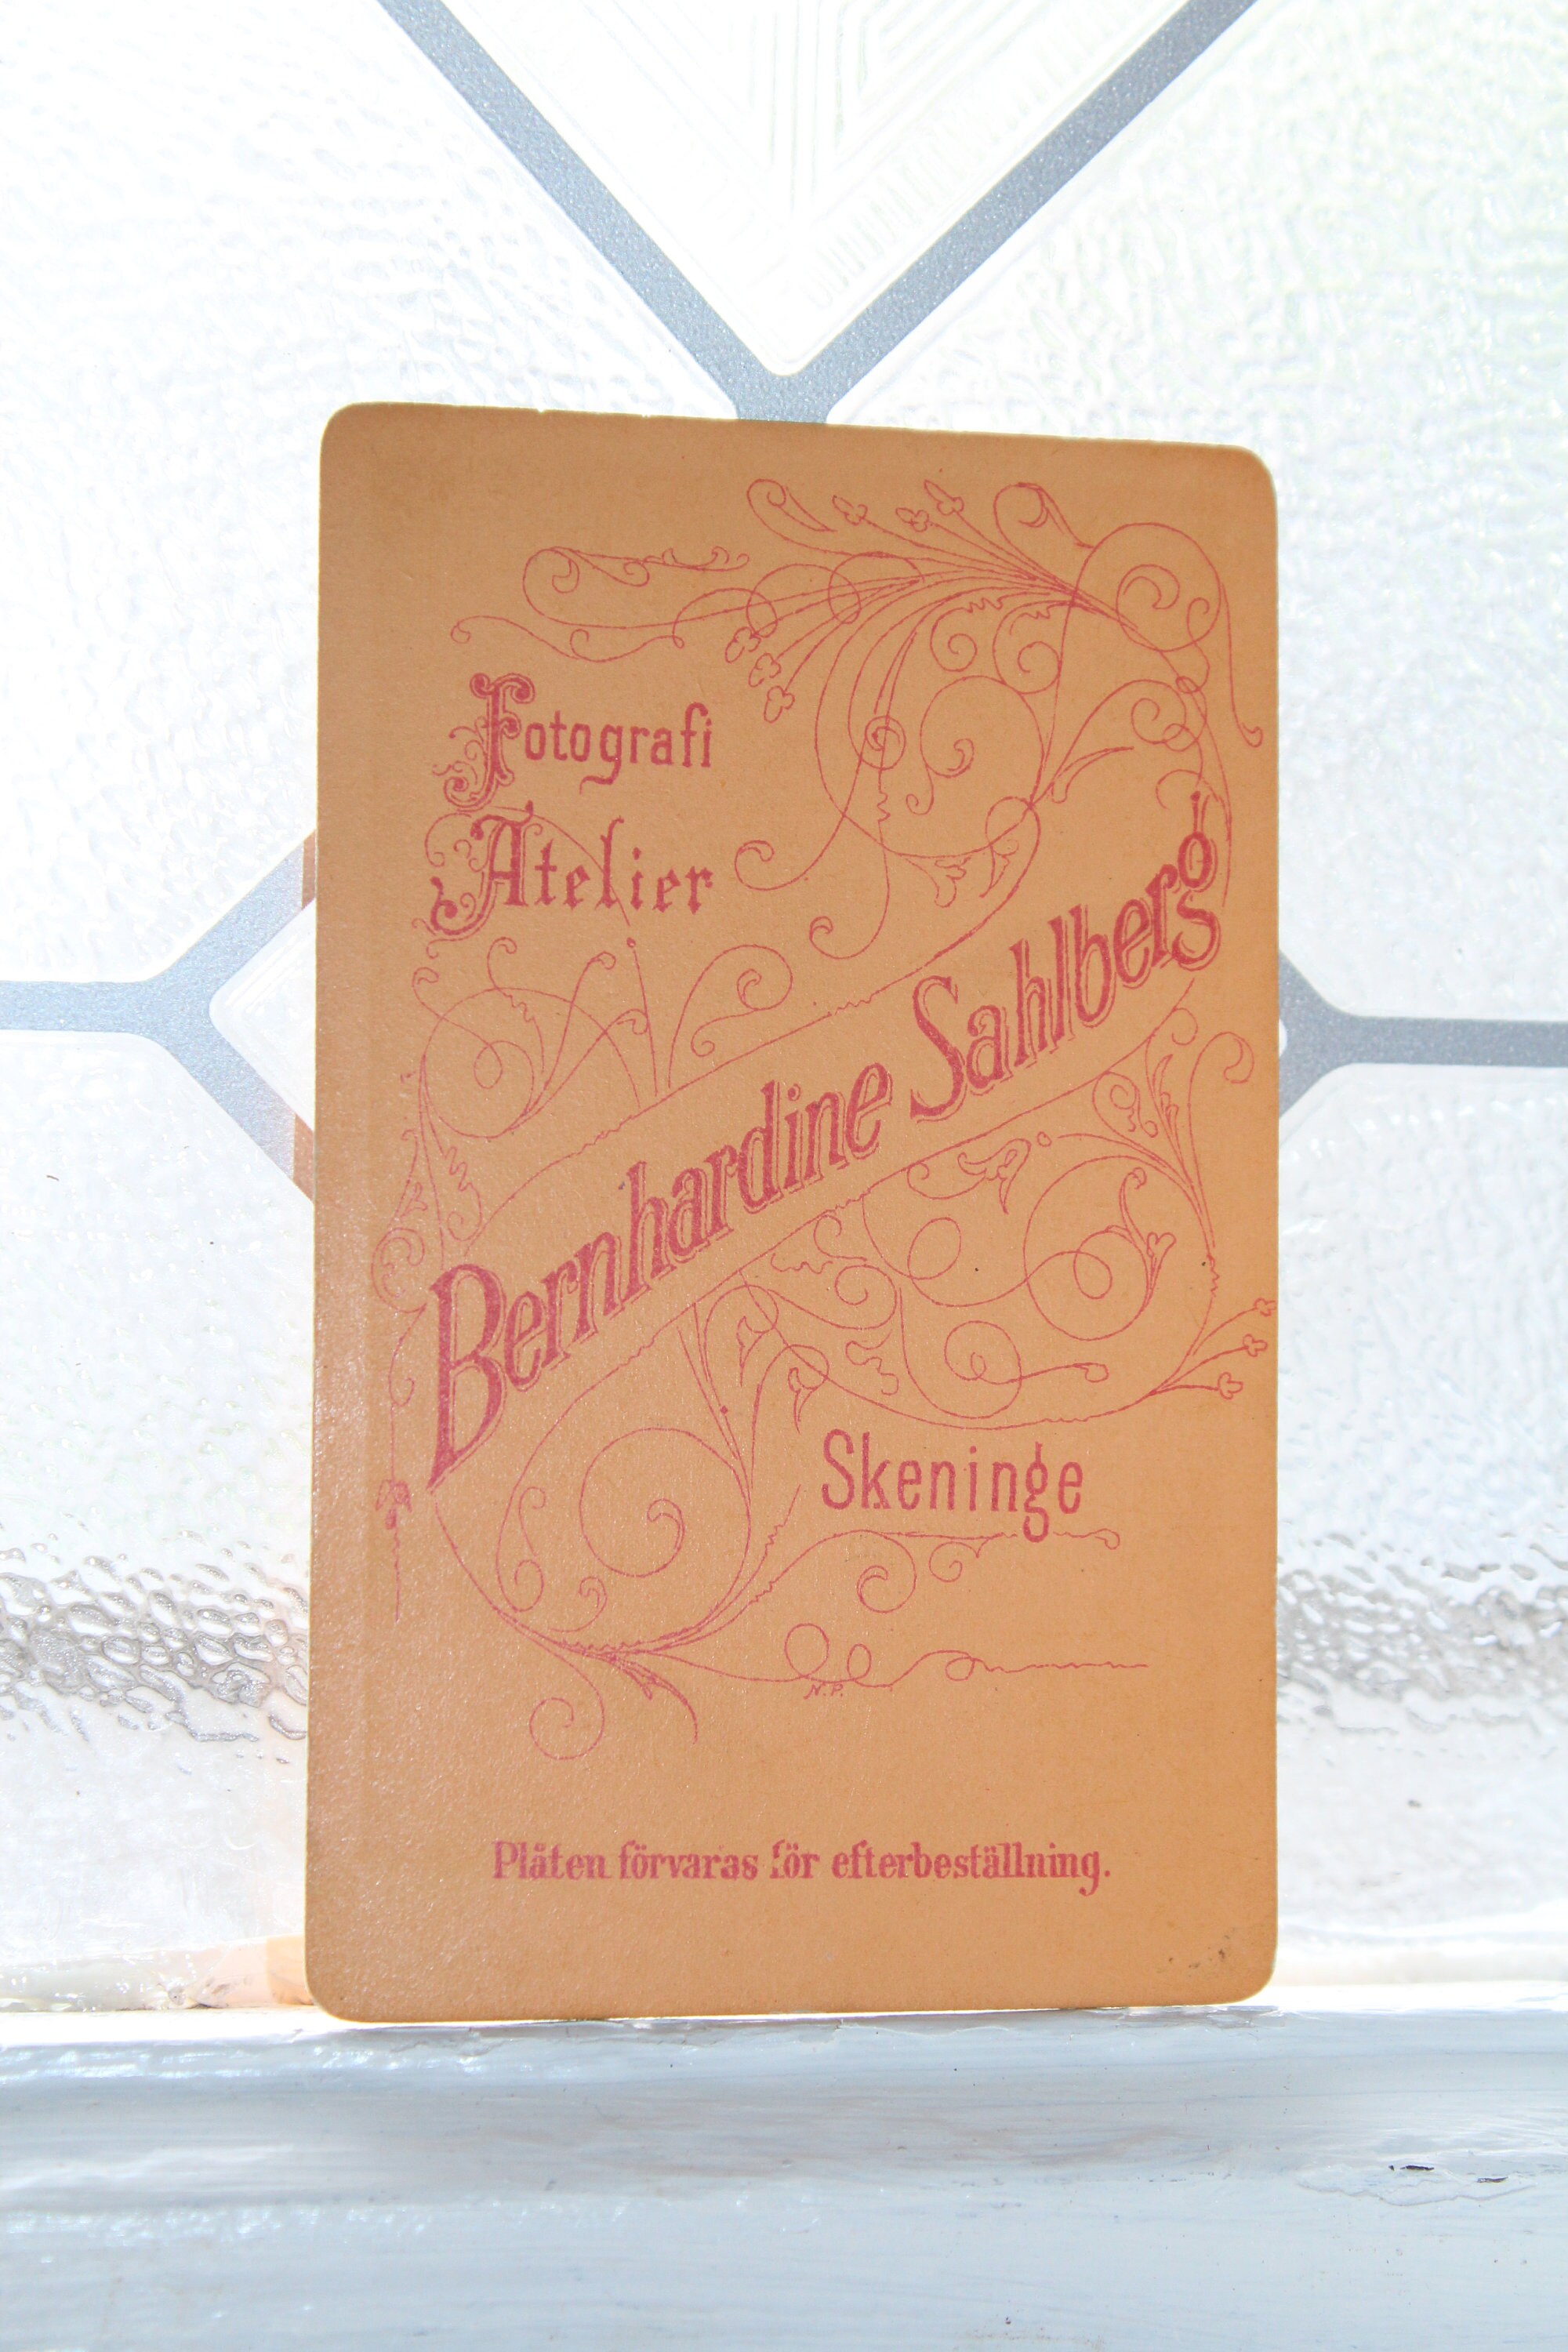 Fotografi
Atelier
Bernhardine Sahlberg
Skeninge
N.P.
Plåten förvaras för efterbeställning.